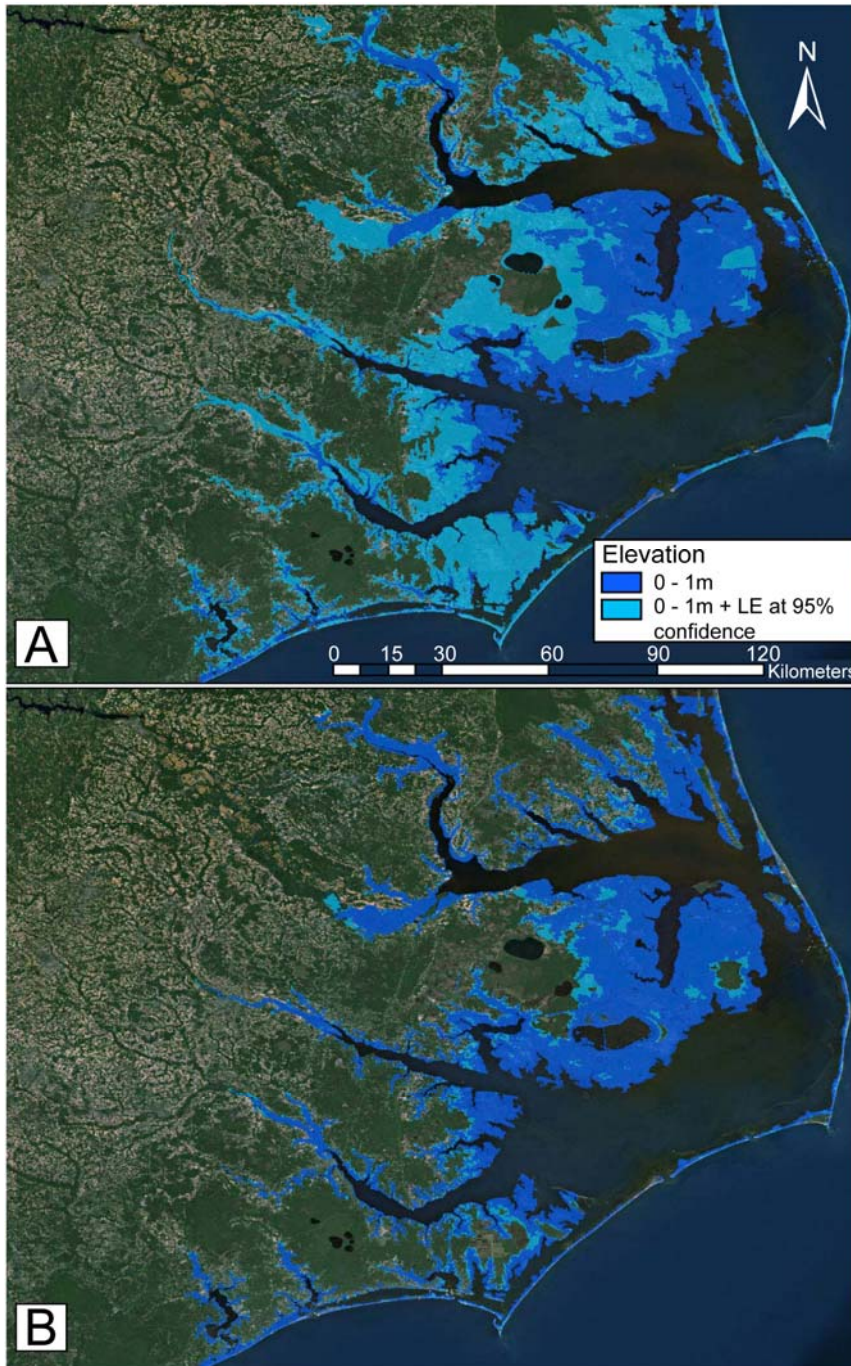 N
Elevation
0 - 1m
0 - 1m + LE at 95%
confidence
A
0 15 30 60 90 120
Kilometers
B